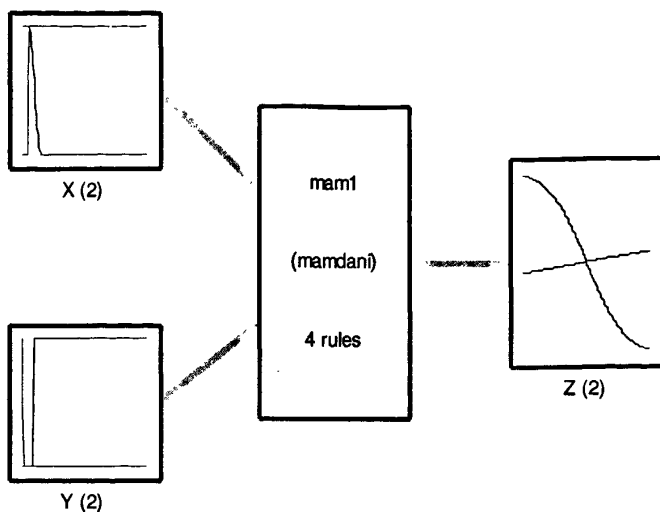 X (2)
mam1
(mamdani)
4 rules
Z (2)
Y (2)